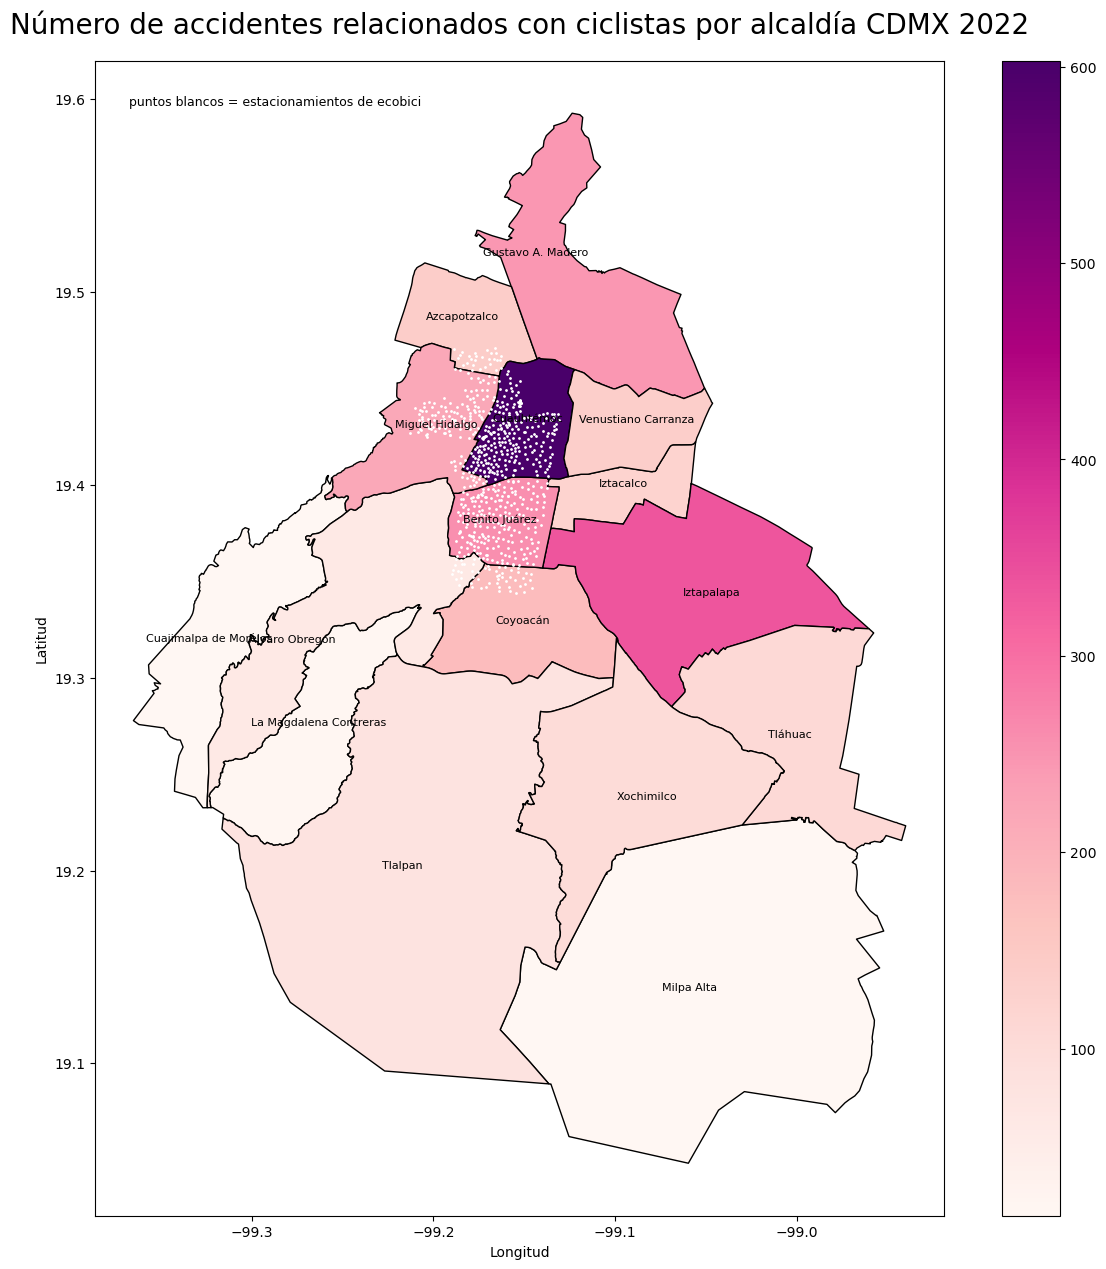 Número de accidentes relacionados con ciclistas por alcaldía CDMX 2022
puntos blancos = estacionamientos de ecobici
Gustavo A. Madero
Azcapotzalco
Miguel Hidalgo
Venustiano Carranza
Iztacalco
Benito Juárez
Iztapalapa
Coyoacán
Cuajimalpa de Morelos
Álvaro Obregón
La Magdalena Contreras
Tláhuac
Xochimilco
Tlalpan
Milpa Alta
19.6
19.5
19.4
19.3
19.2
19.1
Latitud
−99.3
−99.2
−99.1
−99.0
Longitud
600
500
400
300
200
100